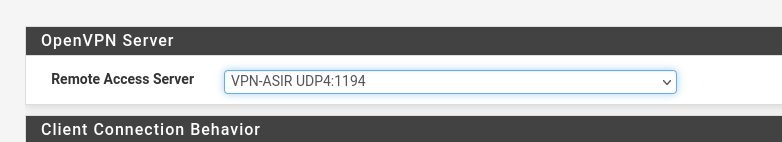 OpenVPN Server
Remote Access Server VPN-ASIR UDP4:1194
Client Connection Behavior